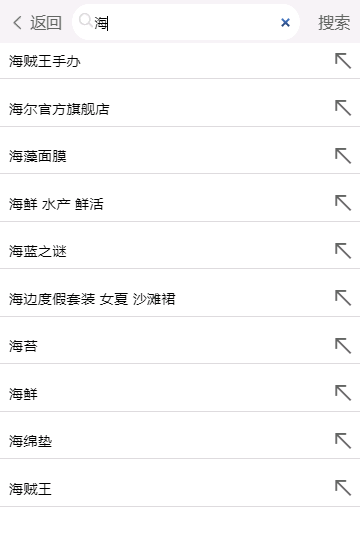 返回 海 搜索
海贼王手办
海尔官方旗舰店
海藻面膜
海鲜 水产 鲜活
海蓝之谜
海边度假套装 女夏 沙滩裙
海苔
海鲜
海绵垫
海贼王